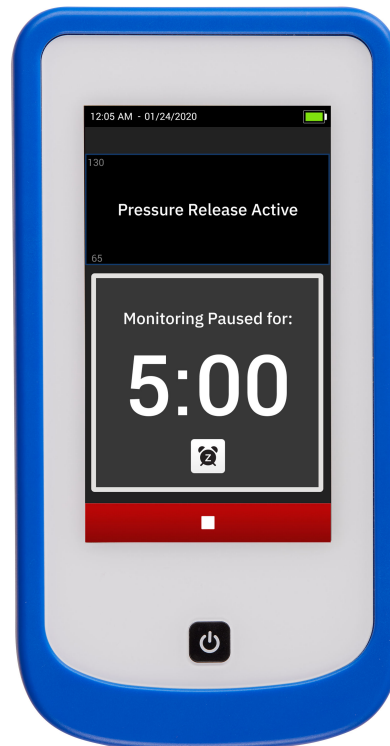 12:05 AM - 01/24/2020
130
Pressure Release Active
65
Monitoring Paused for:
5:00
Z